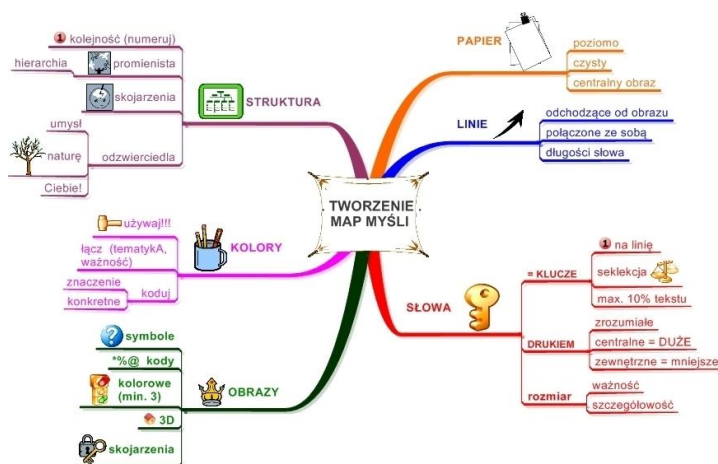 TWORZENIE
MAP MYŚLI
PAPIER
poziomo
czysty
centralny obraz
LINIE
odchodzące od obrazu
połączone ze sobą
długości słowa
SŁOWA
= KLUCZE
1 na linię
seklekcja
max. 10% tekstu
DRUKIEM
zrozumiałe
centralne = DUŻE
zewnętrzne = mniejsze
rozmiar
ważność
szczegółowość
OBRAZY
? symbole
*%@ kody
kolorowe
(min. 3)
3D
skojarzenia
KOLORY
używaj!!!
łącz (tematykA,
ważność)
koduj
znaczenie
konkretne
STRUKTURA
1 kolejność (numeruj)
promienista
hierarchia
skojarzenia
odzwierciedla
umysł
naturę
Ciebie!